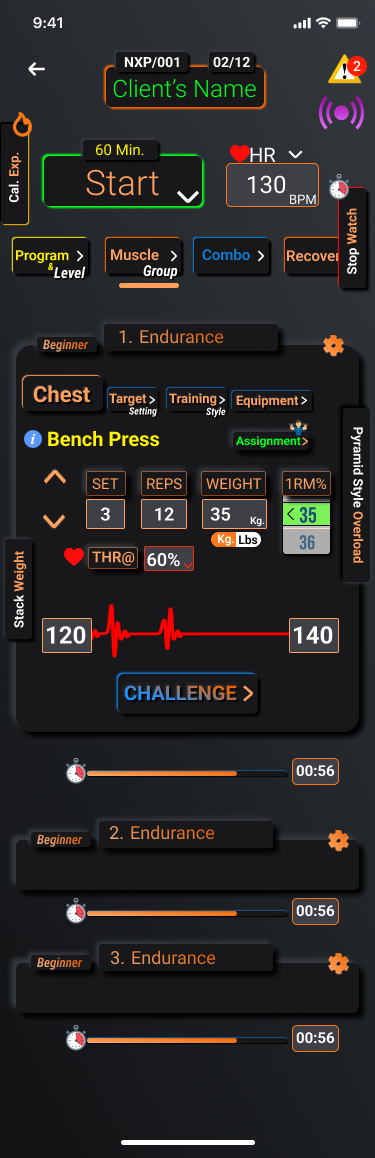 9:41
NXP/001 02/12
Client's Name
2
Cal. Exp.
60 Min.
Start
HR
130
BPM
Stop Watch
Program
& Level
Muscle
Group
Combo
Recover
Beginner
1. Endurance
Chest
Target
Setting
Training
Style
Equipment
i Bench Press
Assignment
Pyramid Style Overload
SET REPS WEIGHT 1RM%
3 12 35 Kg. 35
Kg. Lbs 36
THR@ 60%
Stack Weight
120 140
CHALLENGE
00:56
Beginner
2. Endurance
00:56
Beginner
3. Endurance
00:56